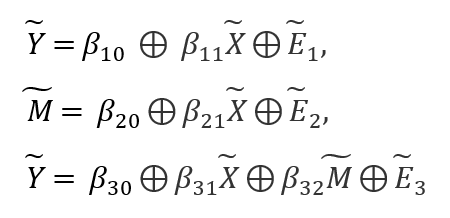 Ỹ = β₁₀ ⊕ β₁₁X̃ ⊕ Ẽ₁,
M̃ = β₂₀ ⊕ β₂₁X̃ ⊕ Ẽ₂,
Ỹ = β₃₀ ⊕ β₃₁X̃ ⊕ β₃₂M̃ ⊕ Ẽ₃